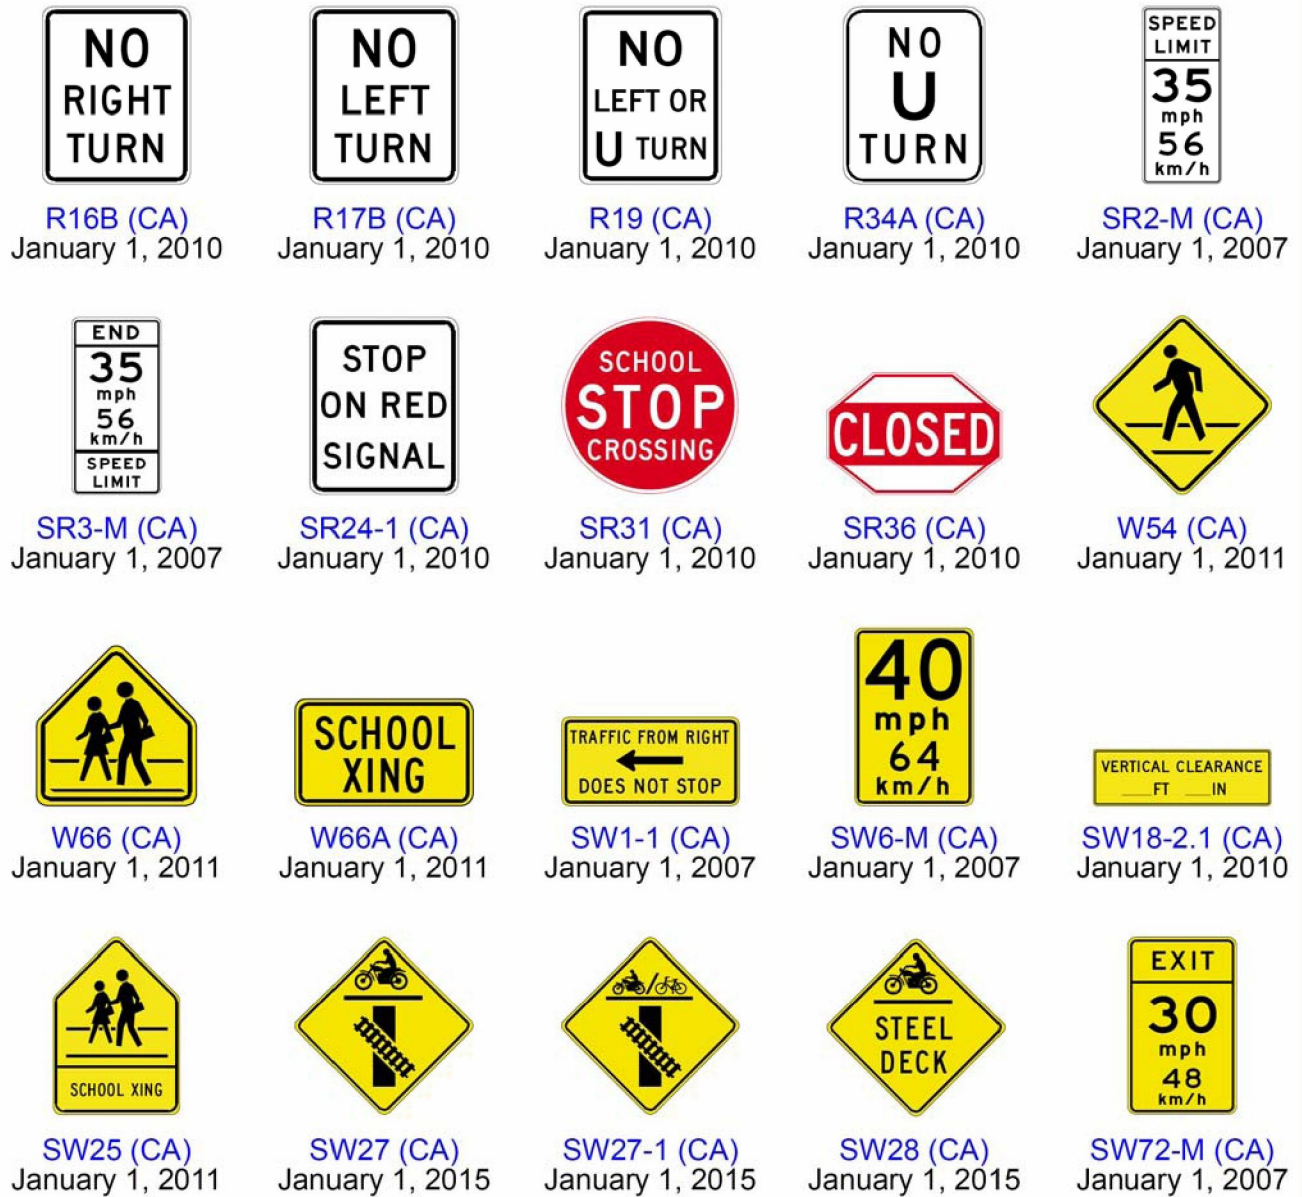 NO
RIGHT
TURN
R16B (CA)
January 1, 2010
NO
LEFT
TURN
R17B (CA)
January 1, 2010
NO
LEFT OR
U TURN
R19 (CA)
January 1, 2010
NO
U
TURN
R34A (CA)
January 1, 2010
SPEED
LIMIT
35
mph
56
km/h
SR2-M (CA)
January 1, 2007
END
35
mph
56
km/h
SPEED
LIMIT
SR3-M (CA)
January 1, 2007
STOP
ON RED
SIGNAL
SR24-1 (CA)
January 1, 2010
SCHOOL
STOP
CROSSING
SR31 (CA)
January 1, 2010
CLOSED
SR36 (CA)
January 1, 2010
W54 (CA)
January 1, 2011
W66 (CA)
January 1, 2011
SCHOOL
XING
W66A (CA)
January 1, 2011
TRAFFIC FROM RIGHT
DOES NOT STOP
SW1-1 (CA)
January 1, 2007
40
mph
64
km/h
SW6-M (CA)
January 1, 2007
VERTICAL CLEARANCE
___FT ___IN
SW18-2.1 (CA)
January 1, 2010
SCHOOL XING
SW25 (CA)
January 1, 2011
SW27 (CA)
January 1, 2015
SW27-1 (CA)
January 1, 2015
STEEL
DECK
SW28 (CA)
January 1, 2015
EXIT
30
mph
48
km/h
SW72-M (CA)
January 1, 2007